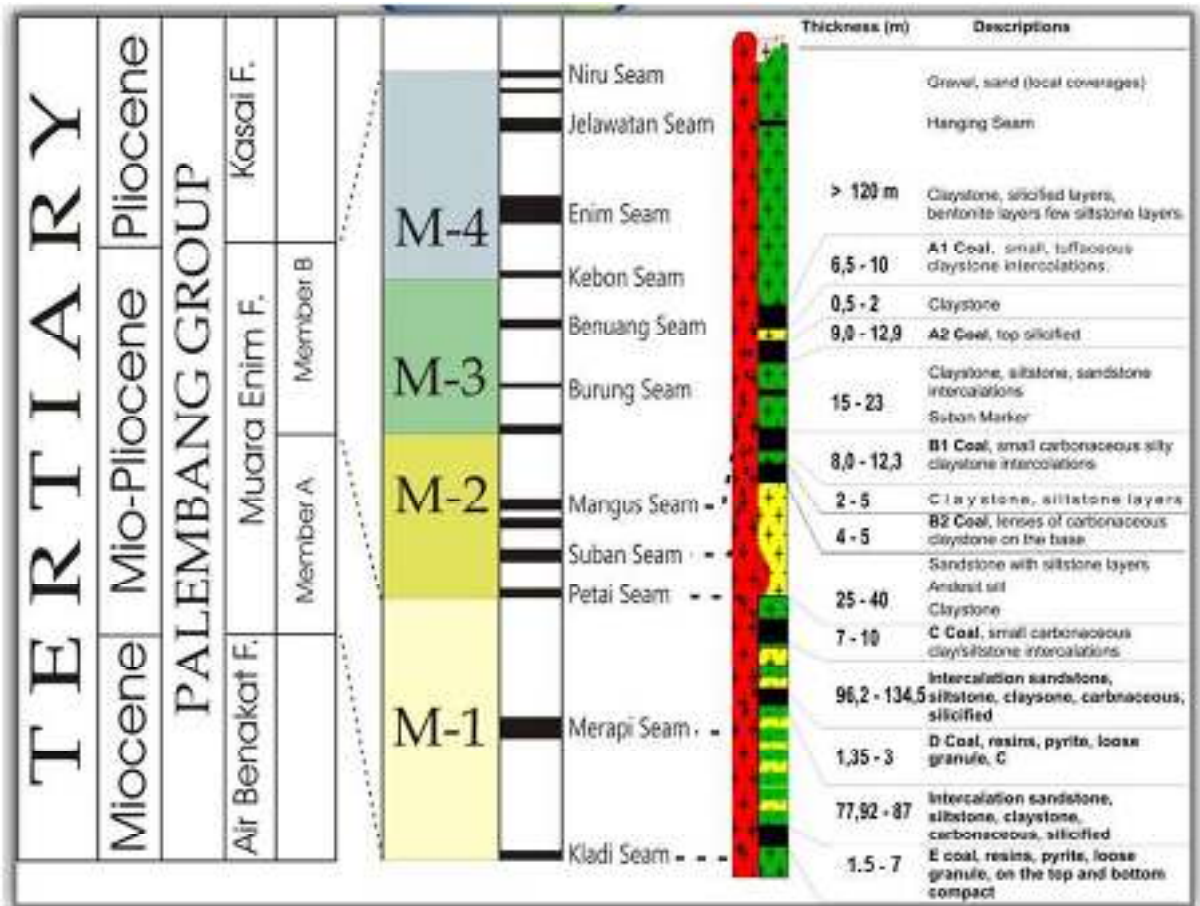 TERTIARY
Pliocene
Mio-Pliocene
Miocene
PALEMBANG GROUP
Kasai F.
Muara Enim F.
Air Benakat F.
Member B
Member A
M-4
M-3
M-2
M-1
Niru Seam
Jelawatan Seam
Enim Seam
Kebon Seam
Benuang Seam
Burung Seam
Mangus Seam
Suban Seam
Petai Seam
Merapi Seam
Kladi Seam
Thickness (m) Descriptions
Gravel, sand (local coverages)
Hanging Seam
> 120 m Claystone, silicified layers,
bentonite layers few siltstone layers
6,5 - 10 A1 Coal, small, tuffaceous
claystone intercolations.
0,5 - 2 Claystone
9,0 - 12,9 A2 Coal, top silicified
15 - 23 Claystone, siltstone, sandstone
intercalations
Suban Marker
8,0 - 12,3 B1 Coal, small carbonaceous silty
claystone intercolations
2 - 5 Claystone, siltstone layers
4 - 5 B2 Coal, lenses of carbonaceous
claystone on the base
25 - 40 Sandstone with siltstone layers
Andesit sill
Claystone
7 - 10 C Coal, small carbonaceous
clay/siltstone intercalations
96,2 - 134,5 Intercalation sandstone,
siltstone, claysone, carbnaceous,
silicified
1,35 - 3 D Coal, resins, pyrite, loose
granule, C
77,92 - 87 Intercalation sandstone,
siltstone, claystone,
carbonaceous, silicified
1.5 - 7 E coal, resins, pyrite, loose
granule, on the top and bottom
compact